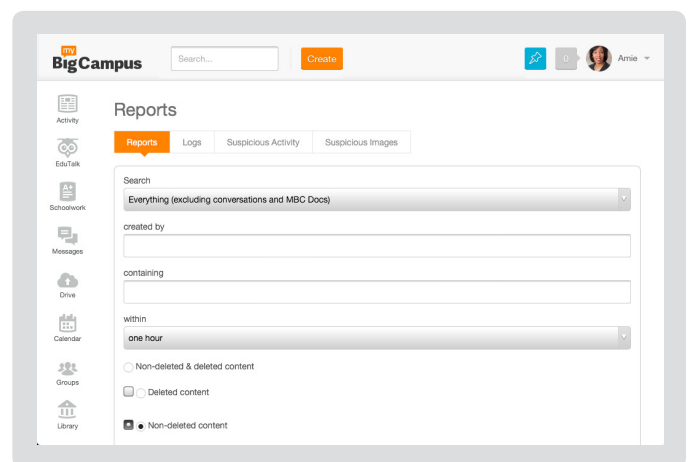 my
BigCampus
Search...
Create
0
Amie
Activity
EduTalk
Schoolwork
Messages
Drive
Calendar
Groups
Library
Reports
Reports
Logs
Suspicious Activity
Suspicious Images
Search
Everything (excluding conversations and MBC Docs)
created by
containing
within
one hour
Non-deleted & deleted content
Deleted content
Non-deleted content